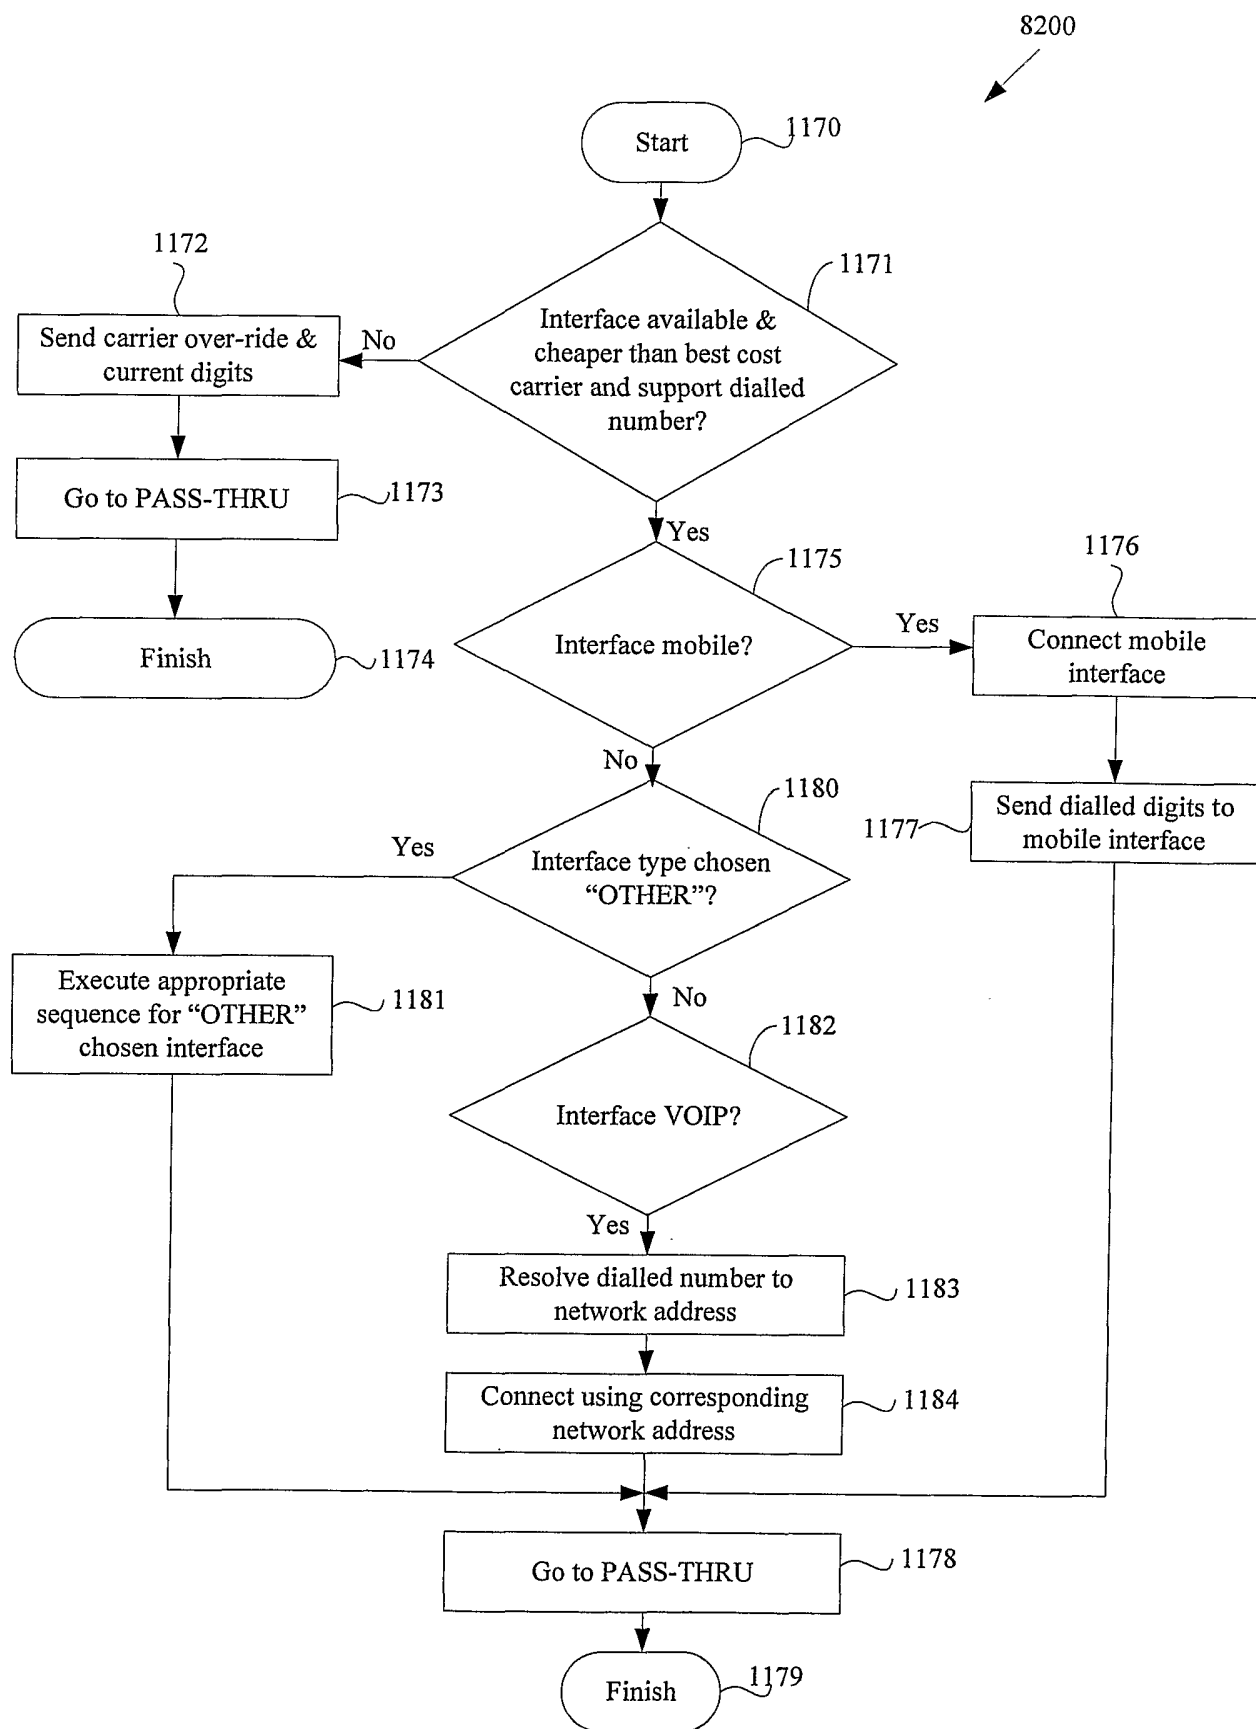 8200
Start
1170
1172
1171
Send carrier over-ride &
current digits
No
Interface available &
cheaper than best cost
carrier and support dialled
number?
Go to PASS-THRU
1173
Yes
1175
1176
Finish
1174
Interface mobile?
Yes
Connect mobile
interface
No
1180
1177
Send dialled digits to
mobile interface
Yes
Interface type chosen
“OTHER”?
Execute appropriate
sequence for “OTHER”
chosen interface
1181
No
1182
Interface VOIP?
Yes
Resolve dialled number to
network address
1183
Connect using corresponding
network address
1184
Go to PASS-THRU
1178
Finish
1179